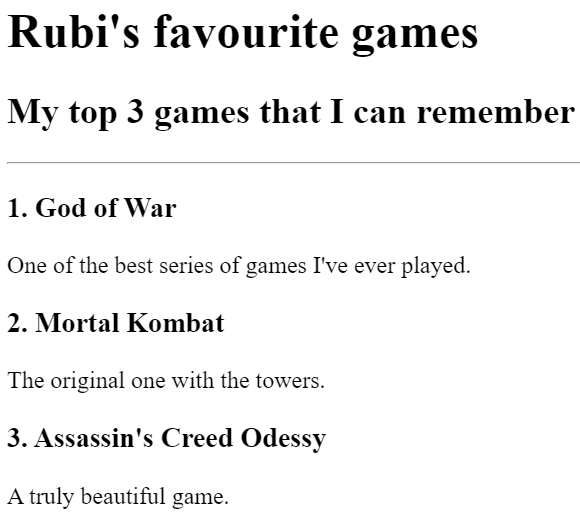 Rubi's favourite games
My top 3 games that I can remember
1. God of War
One of the best series of games I've ever played.
2. Mortal Kombat
The original one with the towers.
3. Assassin's Creed Odessy
A truly beautiful game.